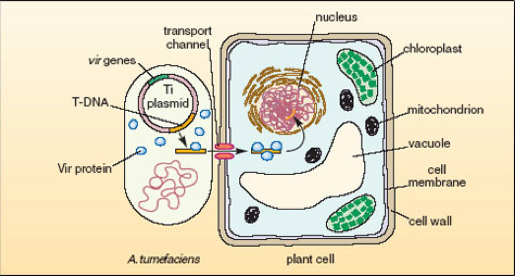 nucleus
transport
channel
chloroplast
vir genes
Ti
plasmid
T-DNA
mitochondrion
vacuole
Vir protein
cell
membrane
cell wall
A. tumefaciens
plant cell